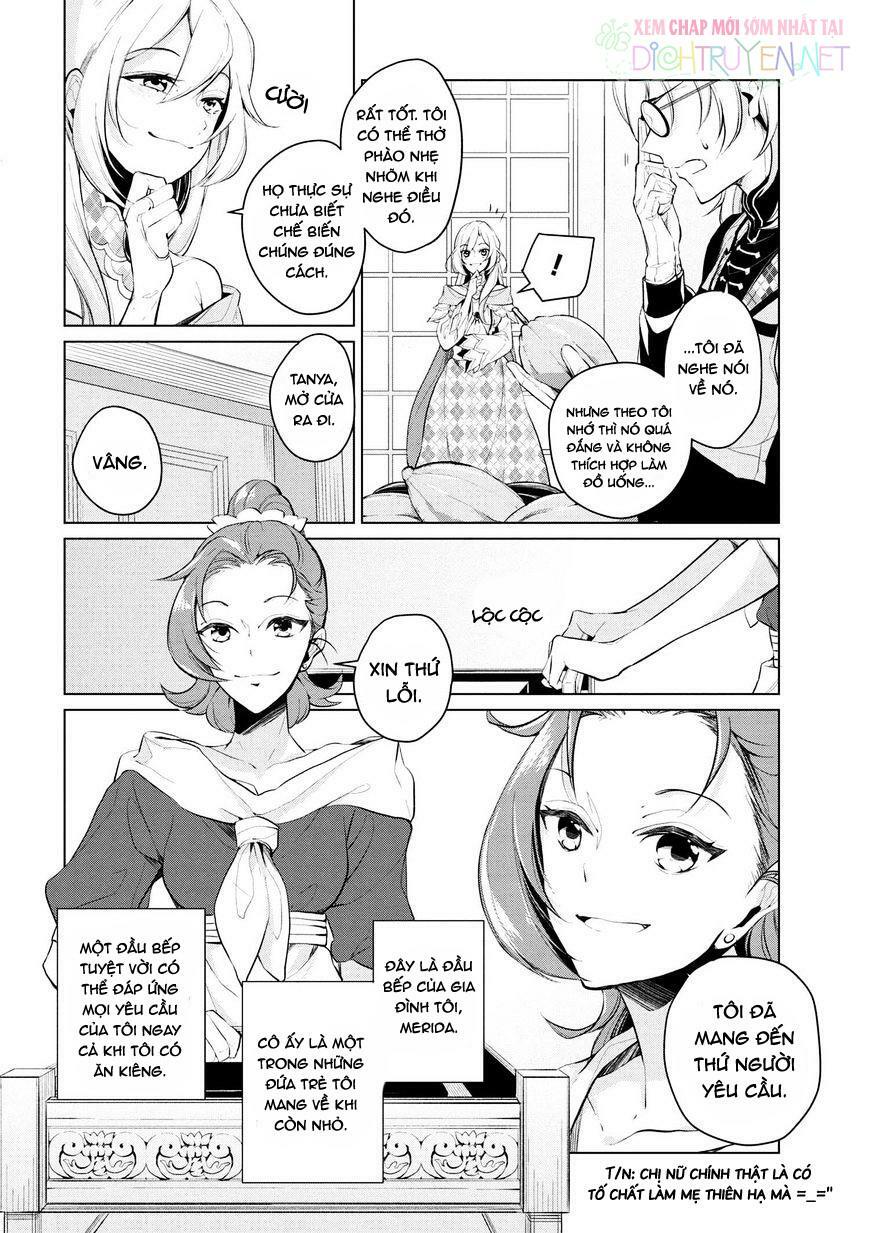 XEM CHAP MỚI SỚM NHẤT TẠI
DICHTRUYEN.NET
...TÔI ĐÃ
NGHE NÓI
VỀ NÓ.
NHƯNG THEO TÔI
NHỚ THÌ NÓ QUÁ
ĐẮNG VÀ KHÔNG
THÍCH HỢP LÀM
ĐỒ UỐNG...
!
RẤT TỐT. TÔI
CÓ THỂ THỞ
PHÀO NHẸ
NHÕM KHI
NGHE ĐIỀU
ĐÓ.
HỌ THỰC SỰ
CHƯA BIẾT
CHẾ BIẾN
CHÚNG ĐÚNG
CÁCH.
CƯỜI
TANYA,
MỞ CỬA
RA ĐI.
VÂNG.
LỘC CỘC
XIN THỨ
LỖI.
TÔI ĐÃ
MANG ĐẾN
THỨ NGƯỜI
YÊU CẦU.
ĐÂY LÀ ĐẦU
BẾP CỦA GIA
ĐÌNH TÔI,
MERIDA.
CÔ ẤY LÀ MỘT
TRONG NHỮNG
ĐỨA TRẺ TÔI
MANG VỀ KHI
CÒN NHỎ.
MỘT ĐẦU BẾP
TUYỆT VỜI CÓ
THỂ ĐÁP ỨNG
MỌI YÊU CẦU
CỦA TÔI NGAY
CẢ KHI TÔI CÓ
ĂN KIÊNG.
T/N: CHỊ NỮ CHÍNH THẬT LÀ CÓ
TỐ CHẤT LÀM MẸ THIÊN HẠ MÀ =_="